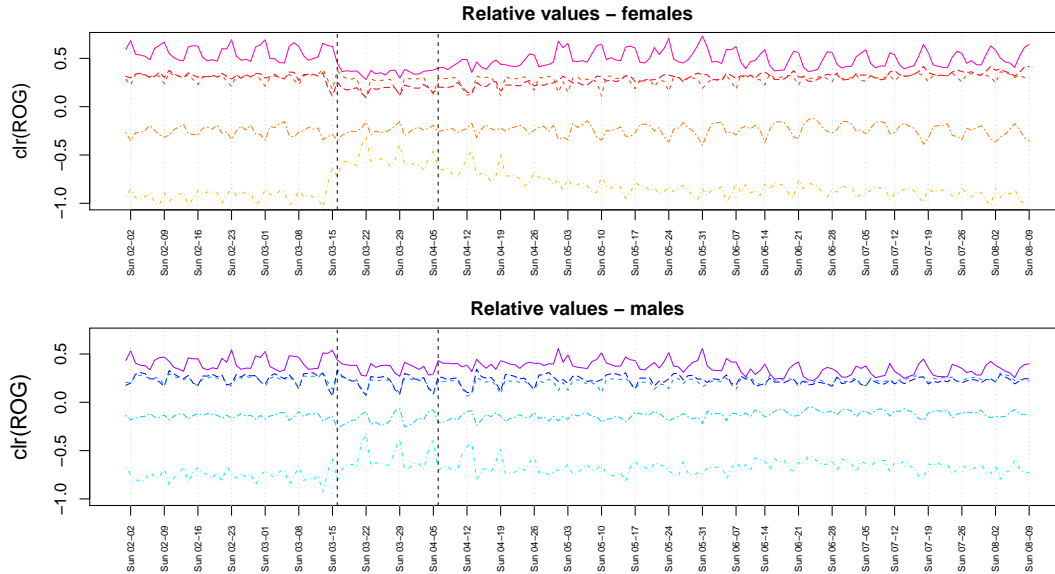 Relative values − females
clr(ROG)
0.5
0.0
−0.5
−1.0
Sun 02−02
Sun 02−09
Sun 02−16
Sun 02−23
Sun 03−01
Sun 03−08
Sun 03−15
Sun 03−22
Sun 03−29
Sun 04−05
Sun 04−12
Sun 04−19
Sun 04−26
Sun 05−03
Sun 05−10
Sun 05−17
Sun 05−24
Sun 05−31
Sun 06−07
Sun 06−14
Sun 06−21
Sun 06−28
Sun 07−05
Sun 07−12
Sun 07−19
Sun 07−26
Sun 08−02
Sun 08−09
Relative values − males
clr(ROG)
0.5
0.0
−0.5
−1.0
Sun 02−02
Sun 02−09
Sun 02−16
Sun 02−23
Sun 03−01
Sun 03−08
Sun 03−15
Sun 03−22
Sun 03−29
Sun 04−05
Sun 04−12
Sun 04−19
Sun 04−26
Sun 05−03
Sun 05−10
Sun 05−17
Sun 05−24
Sun 05−31
Sun 06−07
Sun 06−14
Sun 06−21
Sun 06−28
Sun 07−05
Sun 07−12
Sun 07−19
Sun 07−26
Sun 08−02
Sun 08−09